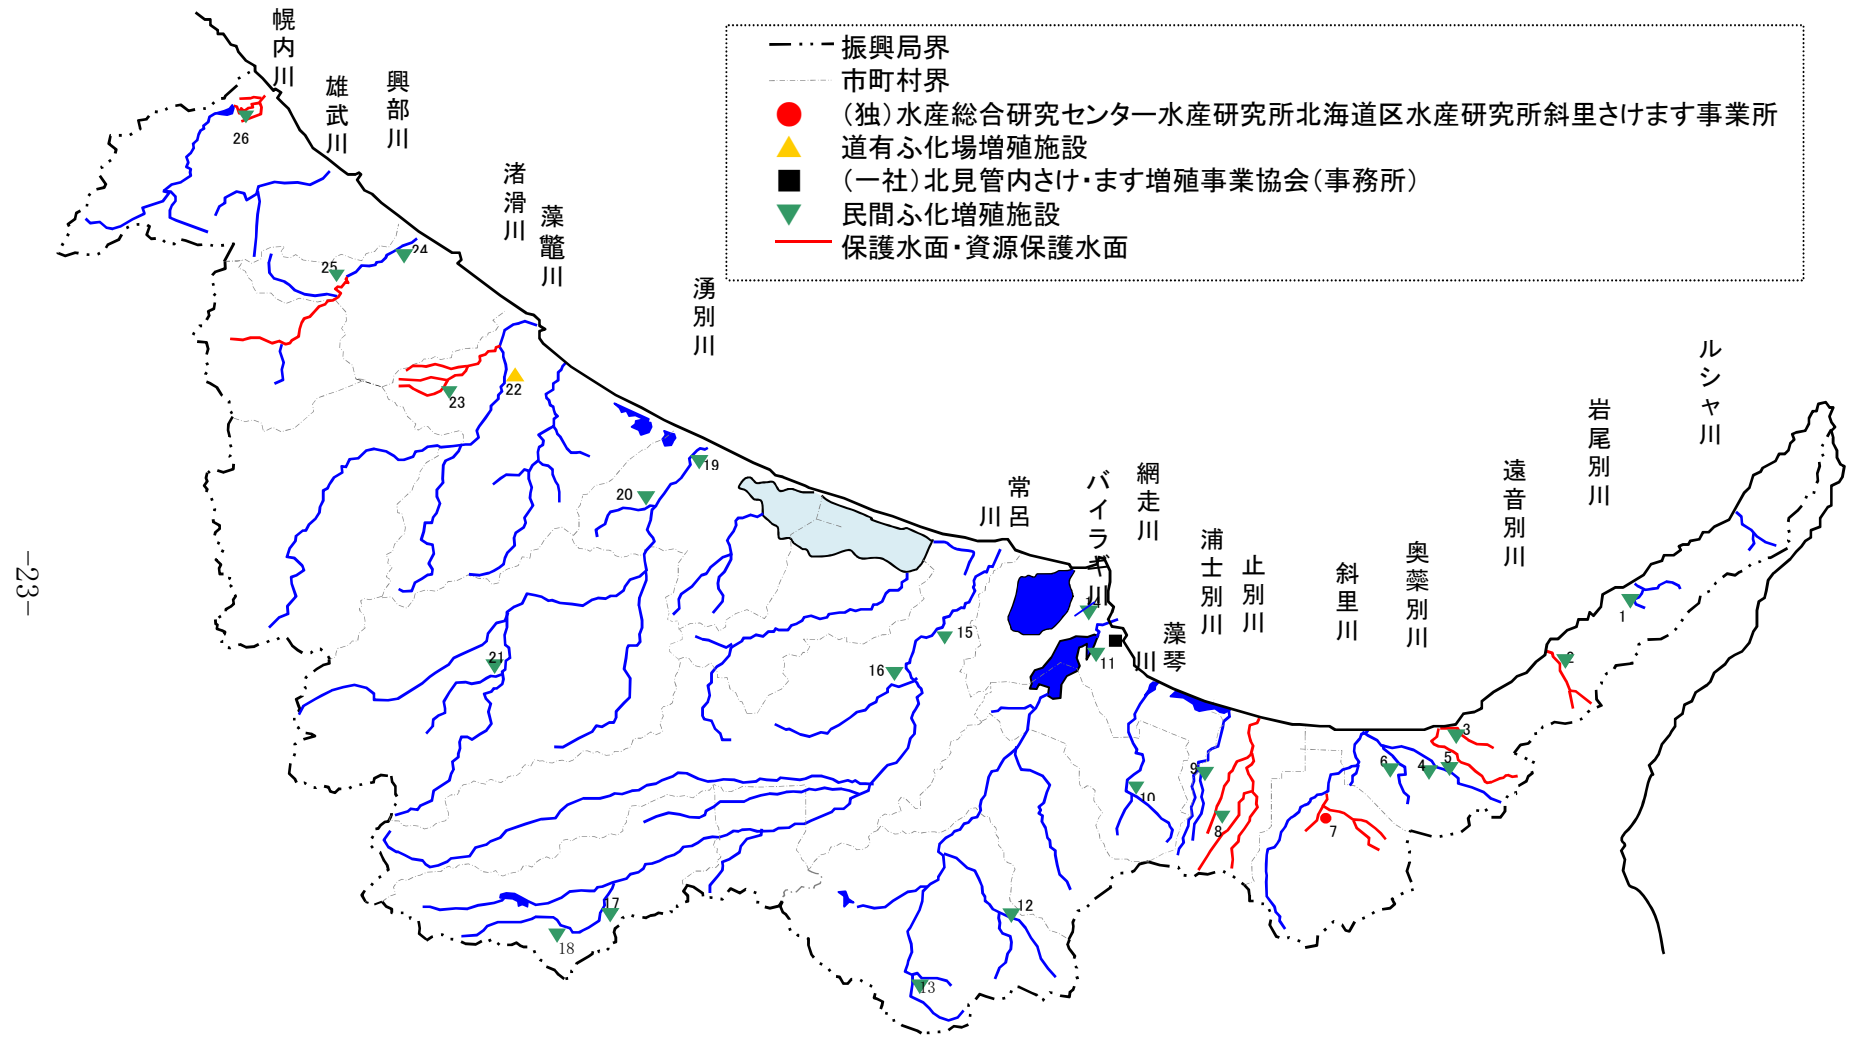 幌内川
雄武川
興部川
渚滑川
藻鼈川
湧別川
常呂川
バイラギ川
網走川
藻琴川
浦士別川
止別川
斜里川
奥蘂別川
遠音別川
岩尾別川
ルシャ川
振興局界
市町村界
（独）水産総合研究センター水産研究所北海道区水産研究所斜里さけます事業所
道有ふ化場増殖施設
（一社）北見管内さけ・ます増殖事業協会（事務所）
民間ふ化増殖施設
保護水面・資源保護水面
26
25
24
23
22
21
20
19
18
17
16
15
14
13
12
11
10
9
8
7
6
5
4
3
2
1
-23-